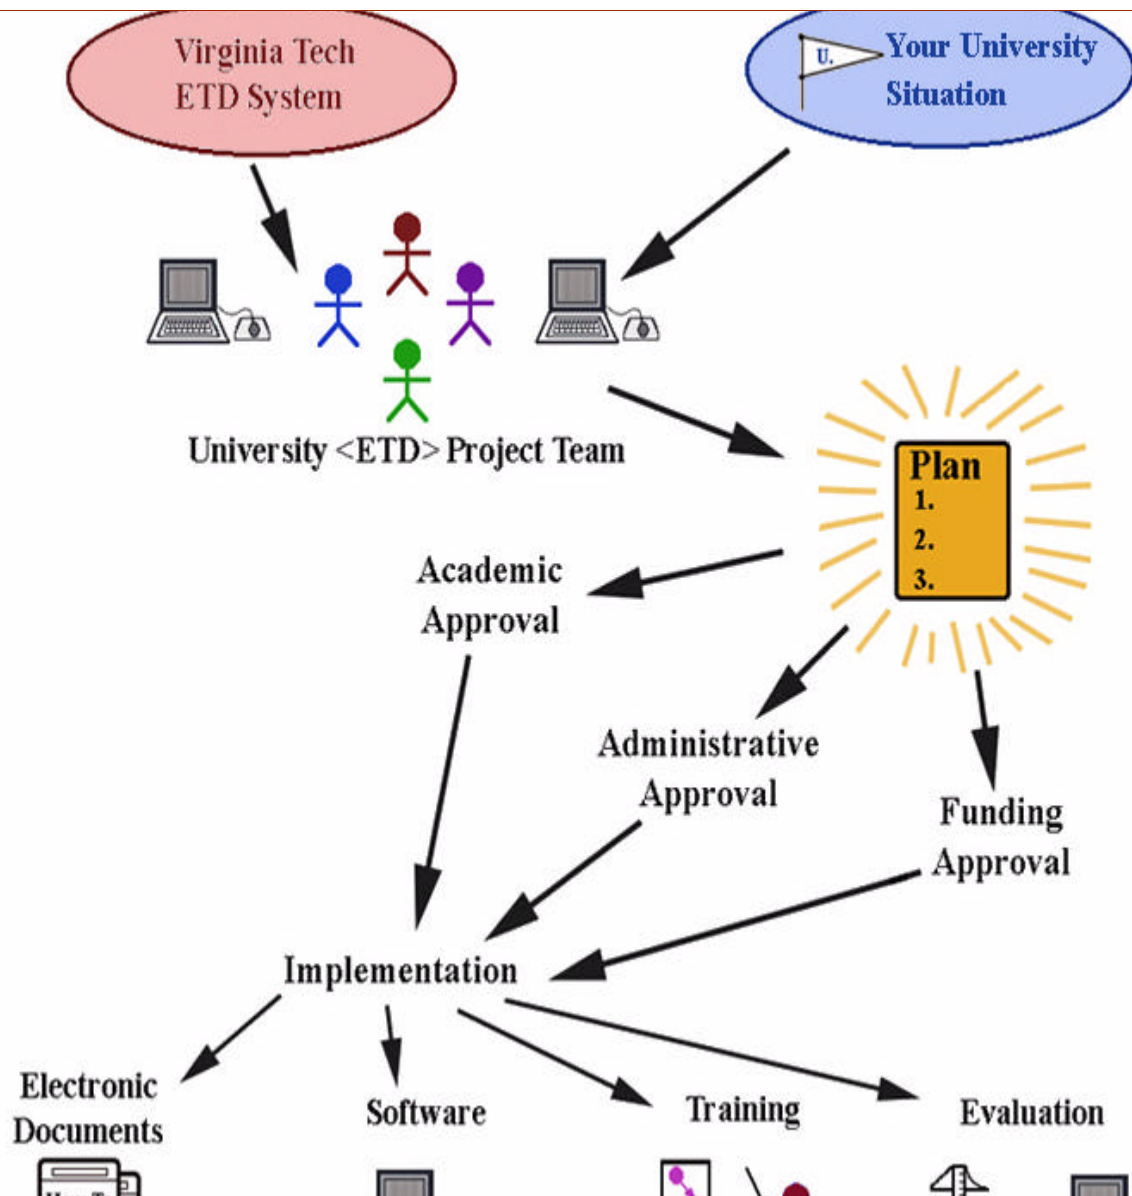 Virginia Tech
ETD System
U.
Your University
Situation
University <ETD> Project Team
Plan
1.
2.
3.
Academic
Approval
Administrative
Approval
Funding
Approval
Implementation
Electronic
Documents
Software
Training
Evaluation